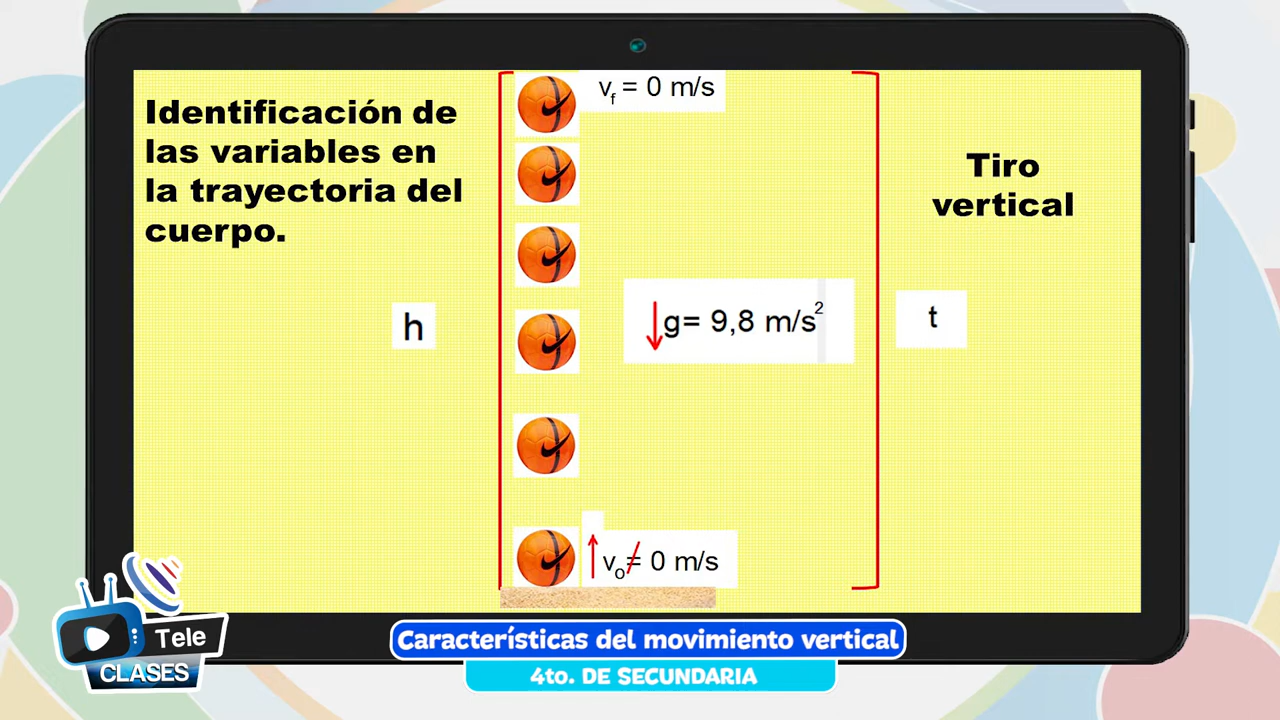 Identificación de
las variables en
la trayectoria del
cuerpo.
vf = 0 m/s
Tiro
vertical
h
g= 9,8 m/s²
t
vo ≠ 0 m/s
Tele
CLASES
Características del movimiento vertical
4to. DE SECUNDARIA